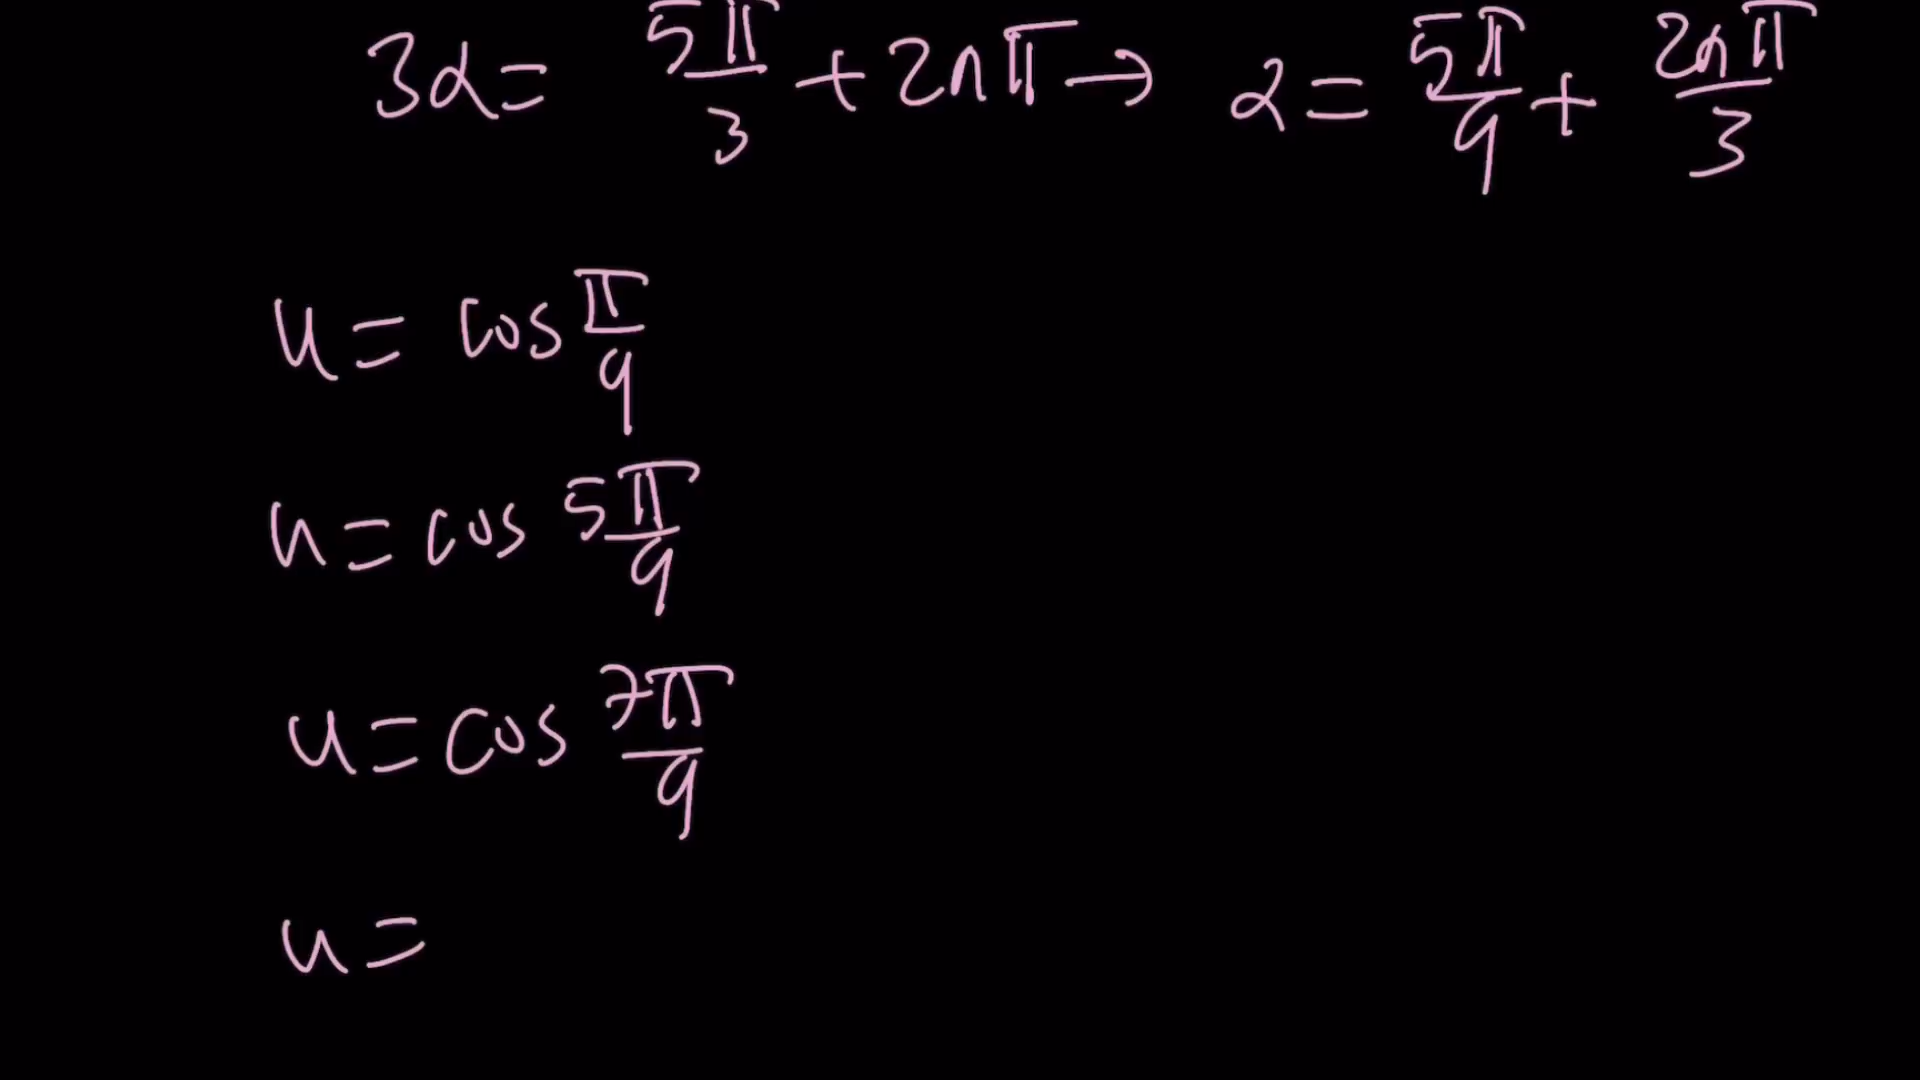 3α = 5π/3 + 2nπ → α = 5π/9 + 2nπ/3
u = cos π/9
u = cos 5π/9
u = cos 7π/9
u =